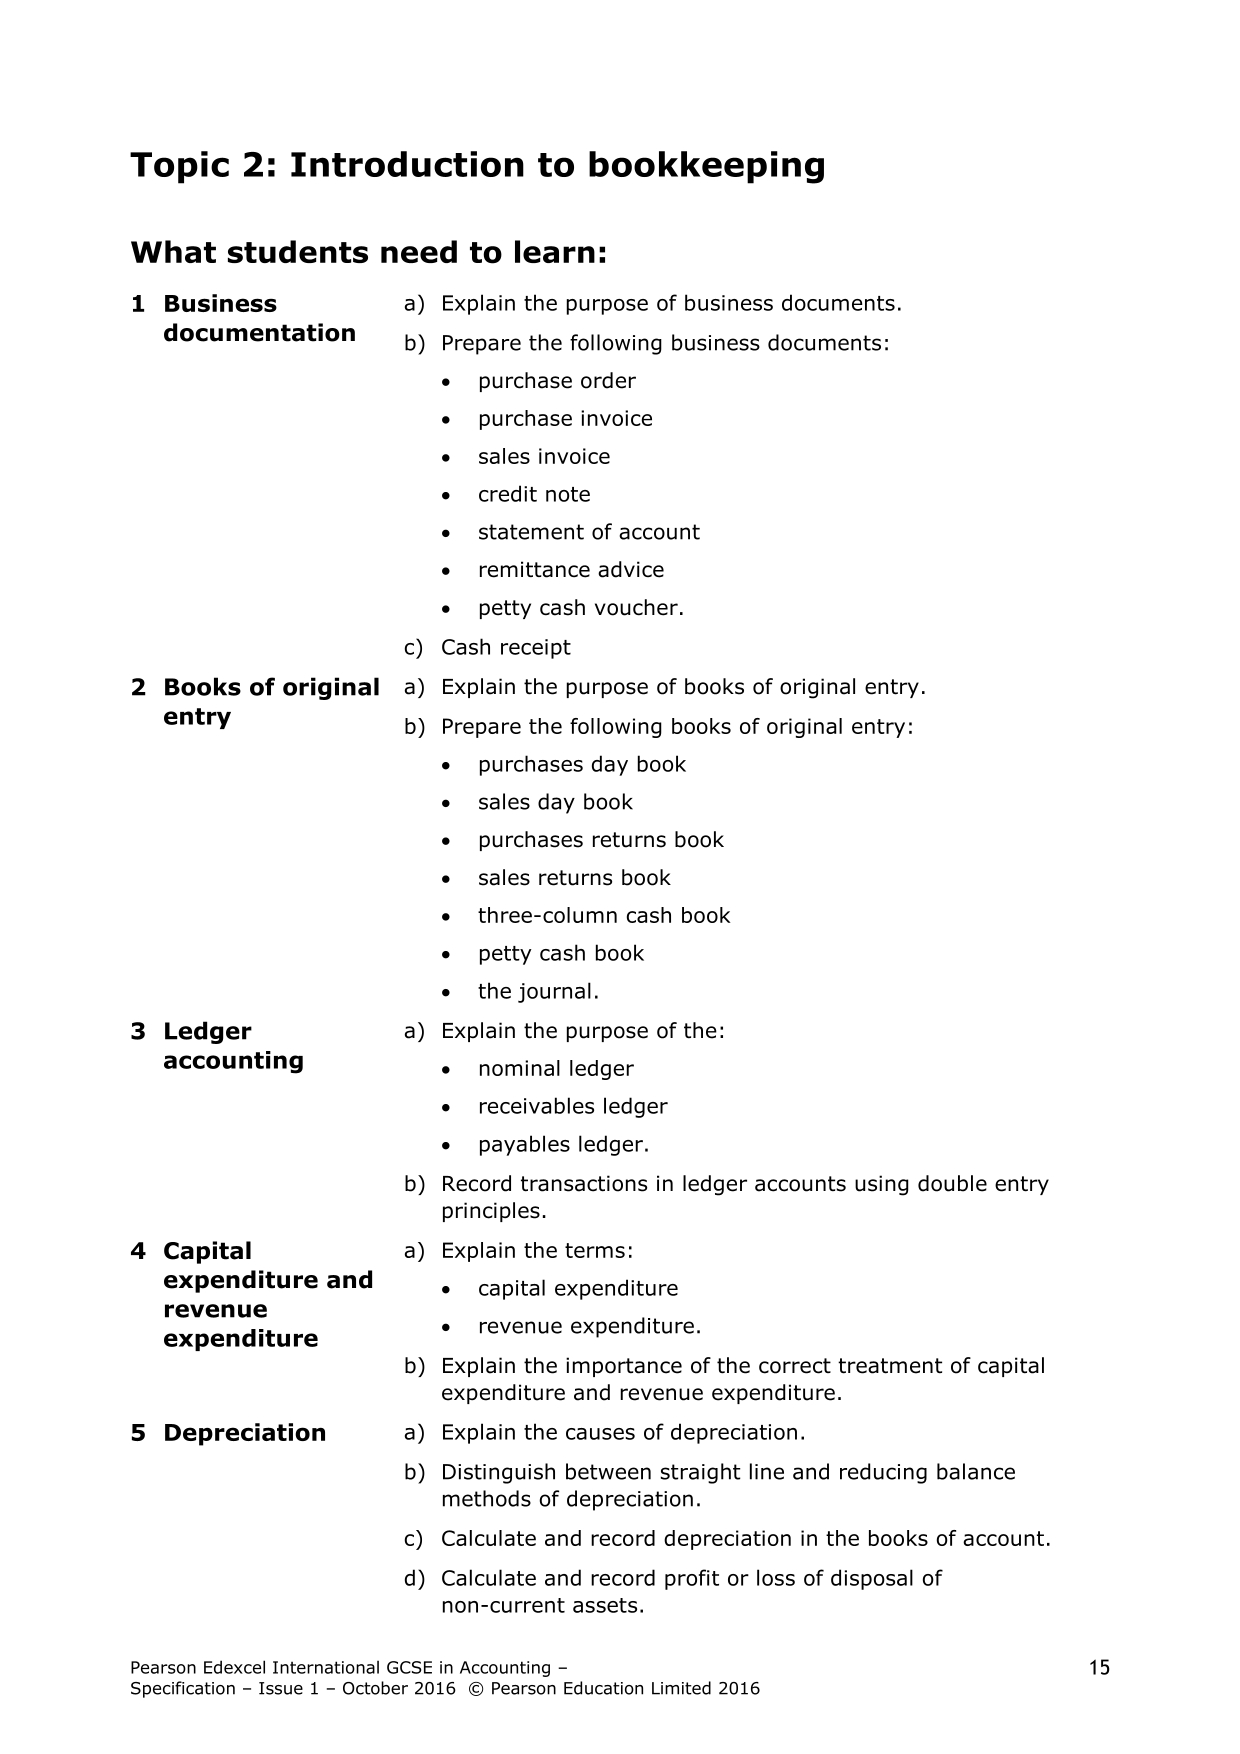 Topic 2: Introduction to bookkeeping
What students need to learn:
1 Business documentation
a) Explain the purpose of business documents.
b) Prepare the following business documents:
• purchase order
• purchase invoice
• sales invoice
• credit note
• statement of account
• remittance advice
• petty cash voucher.
c) Cash receipt
2 Books of original entry
a) Explain the purpose of books of original entry.
b) Prepare the following books of original entry:
• purchases day book
• sales day book
• purchases returns book
• sales returns book
• three-column cash book
• petty cash book
• the journal.
3 Ledger accounting
a) Explain the purpose of the:
• nominal ledger
• receivables ledger
• payables ledger.
b) Record transactions in ledger accounts using double entry
principles.
4 Capital expenditure and revenue expenditure
a) Explain the terms:
• capital expenditure
• revenue expenditure.
b) Explain the importance of the correct treatment of capital
expenditure and revenue expenditure.
5 Depreciation
a) Explain the causes of depreciation.
b) Distinguish between straight line and reducing balance
methods of depreciation.
c) Calculate and record depreciation in the books of account.
d) Calculate and record profit or loss of disposal of
non-current assets.
Pearson Edexcel International GCSE in Accounting –
Specification – Issue 1 – October 2016 © Pearson Education Limited 2016
15